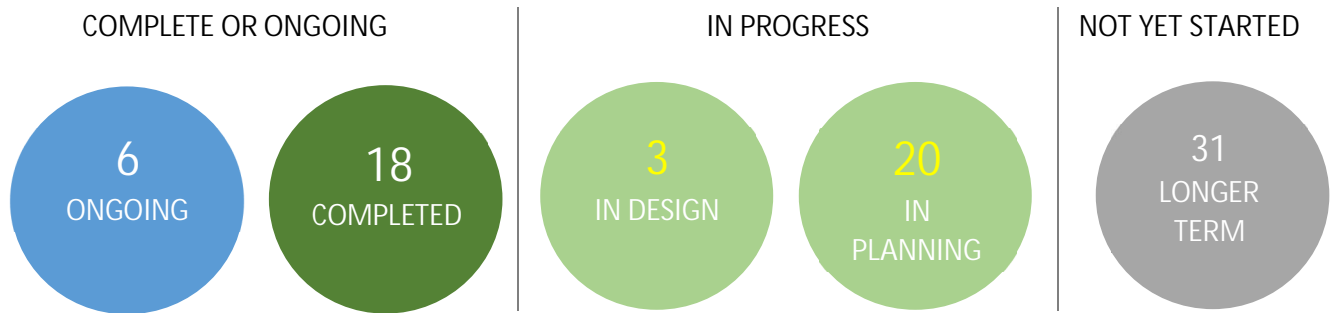 COMPLETE OR ONGOING
IN PROGRESS
NOT YET STARTED
6
ONGOING
18
COMPLETED
3
IN DESIGN
20
IN
PLANNING
31
LONGER
TERM